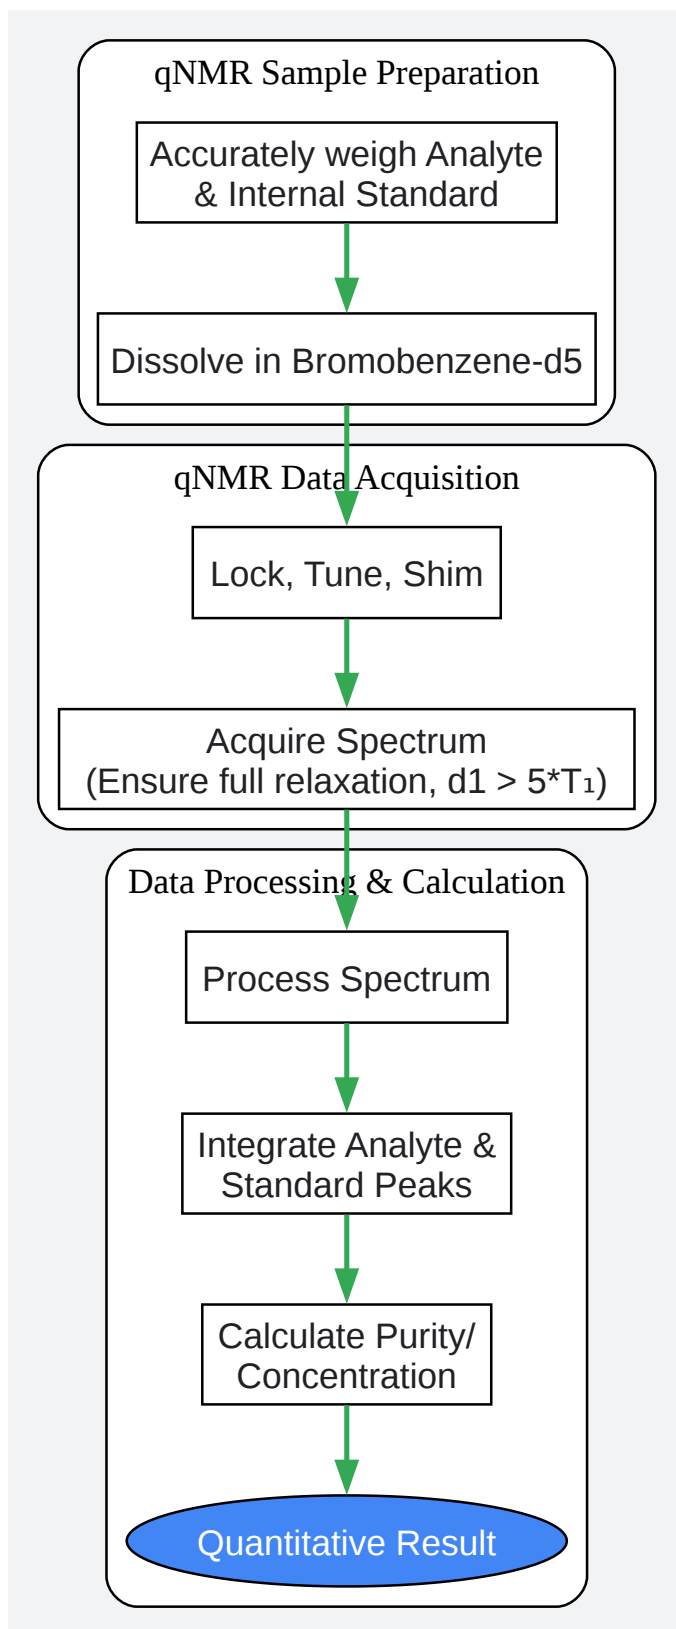 qNMR Sample Preparation
Accurately weigh Analyte
& Internal Standard
Dissolve in Bromobenzene-d5
qNMR Data Acquisition
Lock, Tune, Shim
Acquire Spectrum
(Ensure full relaxation, d1 > 5*T₁)
Data Processing & Calculation
Process Spectrum
Integrate Analyte &
Standard Peaks
Calculate Purity/
Concentration
Quantitative Result